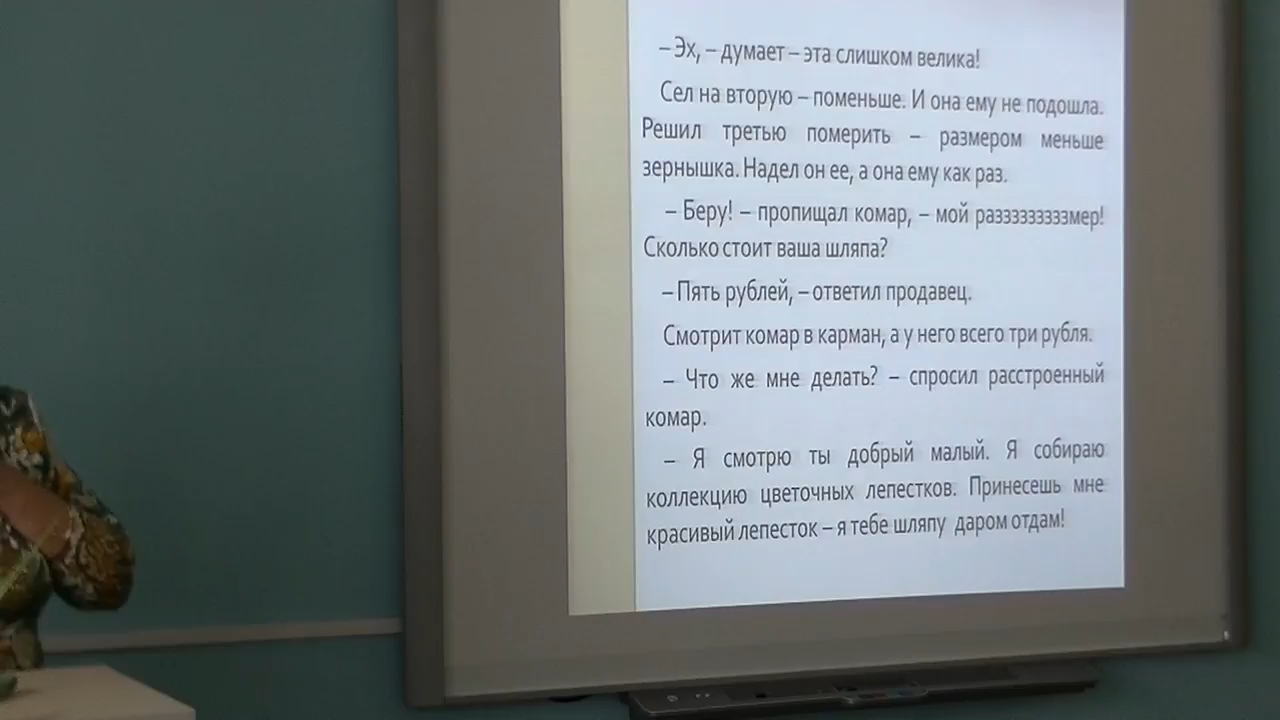 – Эх, – думает – эта слишком велика!
Сел на вторую – поменьше. И она ему не подошла.
Решил третью померить – размером меньше
зернышка. Надел он ее, а она ему как раз.
– Беру! – пропищал комар, – мой разззззззззмер!
Сколько стоит ваша шляпа?
– Пять рублей, – ответил продавец.
Смотрит комар в карман, а у него всего три рубля.
– Что же мне делать? – спросил расстроенный
комар.
– Я смотрю ты добрый малый. Я собираю
коллекцию цветочных лепестков. Принесешь мне
красивый лепесток – я тебе шляпу даром отдам!